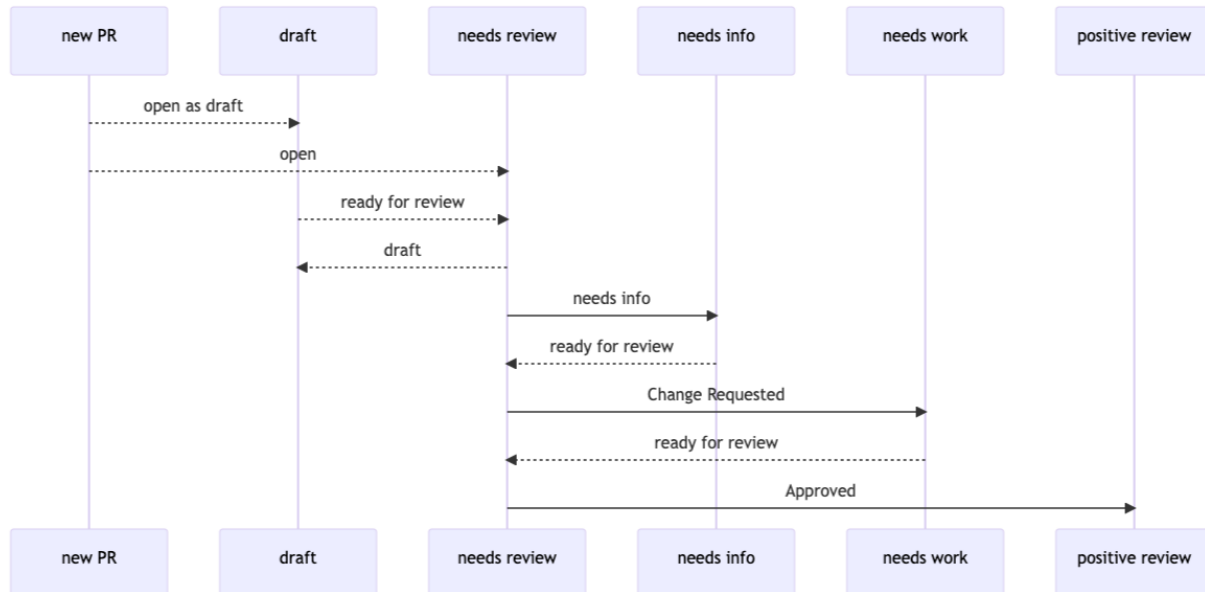 new PR draft needs review needs info needs work positive review
open as draft
open
ready for review
draft
needs info
ready for review
Change Requested
ready for review
Approved
new PR draft needs review needs info needs work positive review